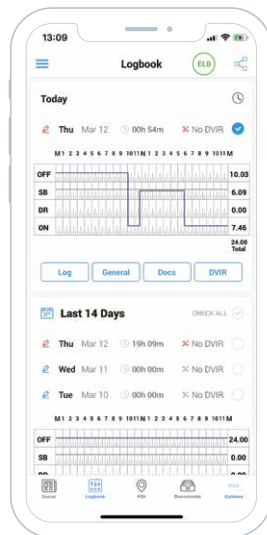 13:09
Logbook ELD
Today
Thu Mar 12 00h 54m No DVIR
M 1 2 3 4 5 6 7 8 9 10 11 N 1 2 3 4 5 6 7 8 9 10 11 M
OFF 10.03
SB 6.09
DR 0.00
ON 7.46
24.00
Total
Log General Docs DVIR
Last 14 Days CHECK ALL
Thu Mar 12 19h 09m No DVIR
Wed Mar 11 00h 00m No DVIR
Tue Mar 10 00h 00m No DVIR
M 1 2 3 4 5 6 7 8 9 10 11 N 1 2 3 4 5 6 7 8 9 10 11 M
OFF 24.00
SB 0.00
DR 0.00
Social Logbook POI Documents Options